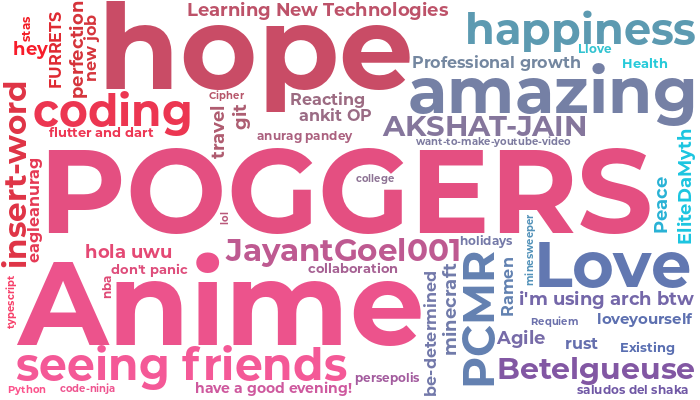 Learning New Technologies
hope
happiness
stas
hey
FURRETS
perfection
new job
Llove
Professional growth
Health
insert-word
coding
Cipher
Reacting
amazing
flutter and dart
travel
git
ankit OP
AKSHAT-JAIN
anurag pandey
want-to-make-youtube-video
eagleanurag
POGGERS
college
lol
Peace
EliteDaMyth
hola uwu
JayantGoel001
holidays
minesweeper
don't panic
collaboration
Love
typescript
nba
Anime
be-determined
minecraft
PCMR
Ramen
i'm using arch btw
Requiem
loveyourself
Agile
rust
Existing
seeing friends
persepolis
Betelgueuse
Python
code-ninja
have a good evening!
saludos del shaka